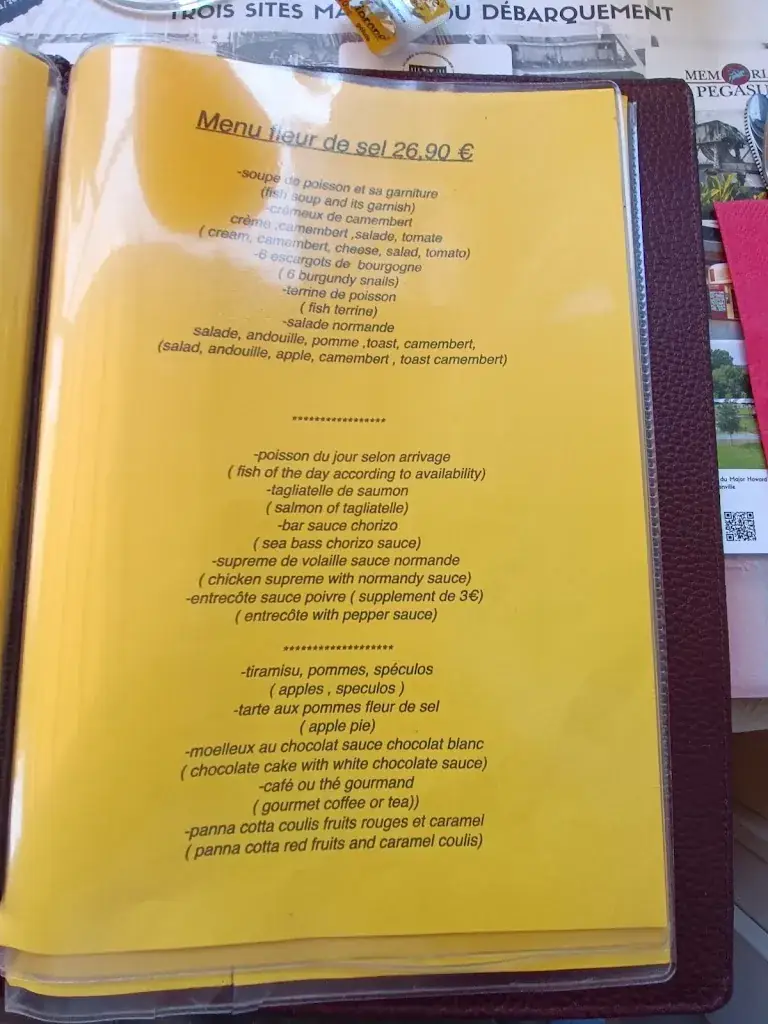 TROIS SITES MA OU DÉBARQUEMENT
MEMORI
PEGASU
Menu fleur de sel 26,90 €
-soupe de poisson et sa garniture
(fish soup and its garnish)
-crémeux de camembert
crème ,camembert ,salade, tomate
( cream, camembert, cheese, salad, tomato)
-6 escargots de bourgogne
( 6 burgundy snails)
-terrine de poisson
( fish terrine)
-salade normande
salade, andouille, pomme ,toast, camembert,
(salad, andouille, apple, camembert , toast camembert)
*****************
-poisson du jour selon arrivage
( fish of the day according to availability)
-tagliatelle de saumon
( salmon of tagliatelle)
-bar sauce chorizo
( sea bass chorizo sauce)
-supreme de volaille sauce normande
( chicken supreme with normandy sauce)
-entrecôte sauce poivre ( supplement de 3€)
( entrecôte with pepper sauce)
********************
-tiramisu, pommes, spéculos
( apples , speculos )
-tarte aux pommes fleur de sel
( apple pie)
-moelleux au chocolat sauce chocolat blanc
( chocolate cake with white chocolate sauce)
-café ou thé gourmand
( gourmet coffee or tea))
-panna cotta coulis fruits rouges et caramel
( panna cotta red fruits and caramel coulis)
du Major Howard